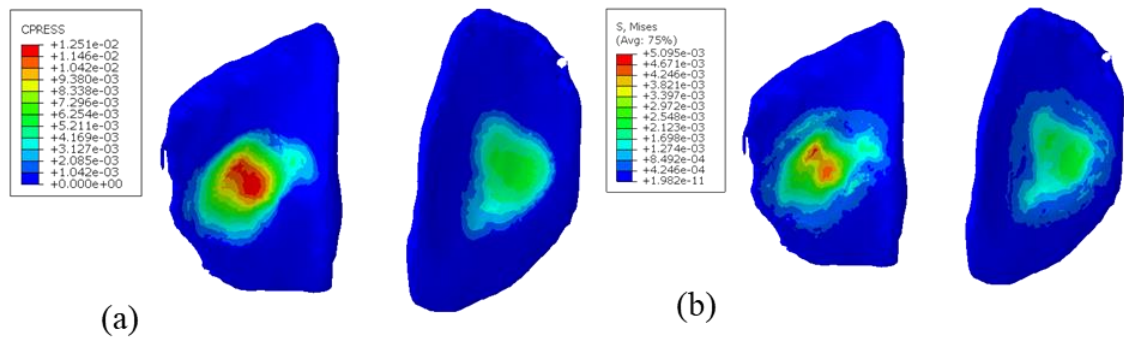 CPRESS
+1.251e-02
+1.146e-02
+1.042e-02
+9.380e-03
+8.338e-03
+7.296e-03
+6.254e-03
+5.211e-03
+4.169e-03
+3.127e-03
+2.085e-03
+1.042e-03
+0.000e+00
(a)
S, Mises
(Avg: 75%)
+5.095e-03
+4.671e-03
+4.246e-03
+3.821e-03
+3.397e-03
+2.972e-03
+2.548e-03
+2.123e-03
+1.698e-03
+1.274e-03
+8.492e-04
+4.246e-04
+1.982e-11
(b)